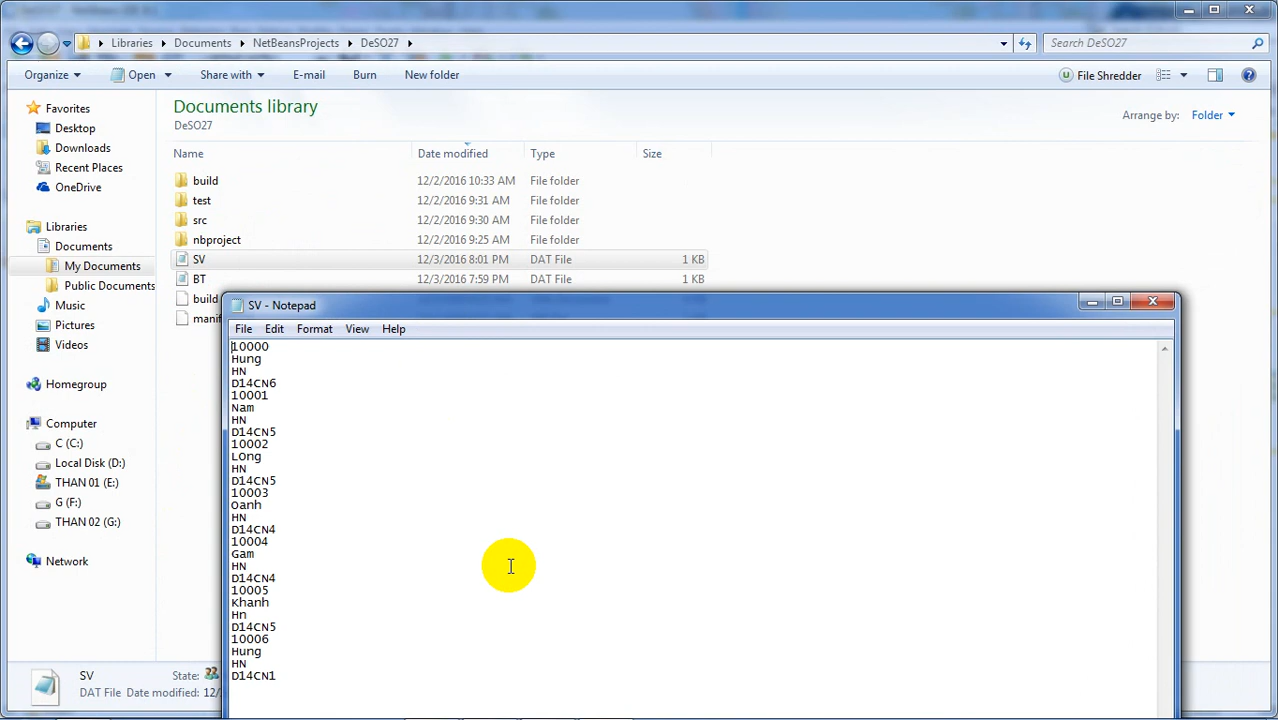 Libraries Documents NetBeansProjects DeSO27 Search DeSO27
Organize Open Share with E-mail Burn New folder File Shredder
Favorites
Desktop
Downloads
Recent Places
OneDrive
Libraries
Documents
My Documents
Public Documents
Music
Pictures
Videos
Homegroup
Computer
C (C:)
Local Disk (D:)
THAN 01 (E:)
G (F:)
THAN 02 (G:)
Network
Documents library
DeSO27
Arrange by: Folder
Name Date modified Type Size
build 12/2/2016 10:33 AM File folder
test 12/2/2016 9:31 AM File folder
src 12/2/2016 9:30 AM File folder
nbproject 12/2/2016 9:25 AM File folder
SV 12/3/2016 8:01 PM DAT File 1 KB
BT 12/3/2016 7:59 PM DAT File 1 KB
build
manif
SV - Notepad
File Edit Format View Help
10000
Hung
HN
D14CN6
10001
Nam
HN
D14CN5
10002
LOng
HN
D14CN5
10003
Oanh
HN
D14CN4
10004
Gam
HN
D14CN4
10005
Khanh
Hn
D14CN5
10006
Hung
HN
D14CN1
SV State:
DAT File Date modified: 12/